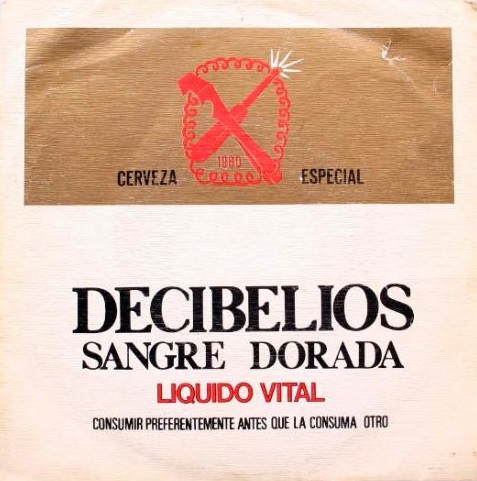 1980
CERVEZA ESPECIAL
DECIBELIOS
SANGRE DORADA
LIQUIDO VITAL
CONSUMIR PREFERENTEMENTE ANTES QUE LA CONSUMA OTRO